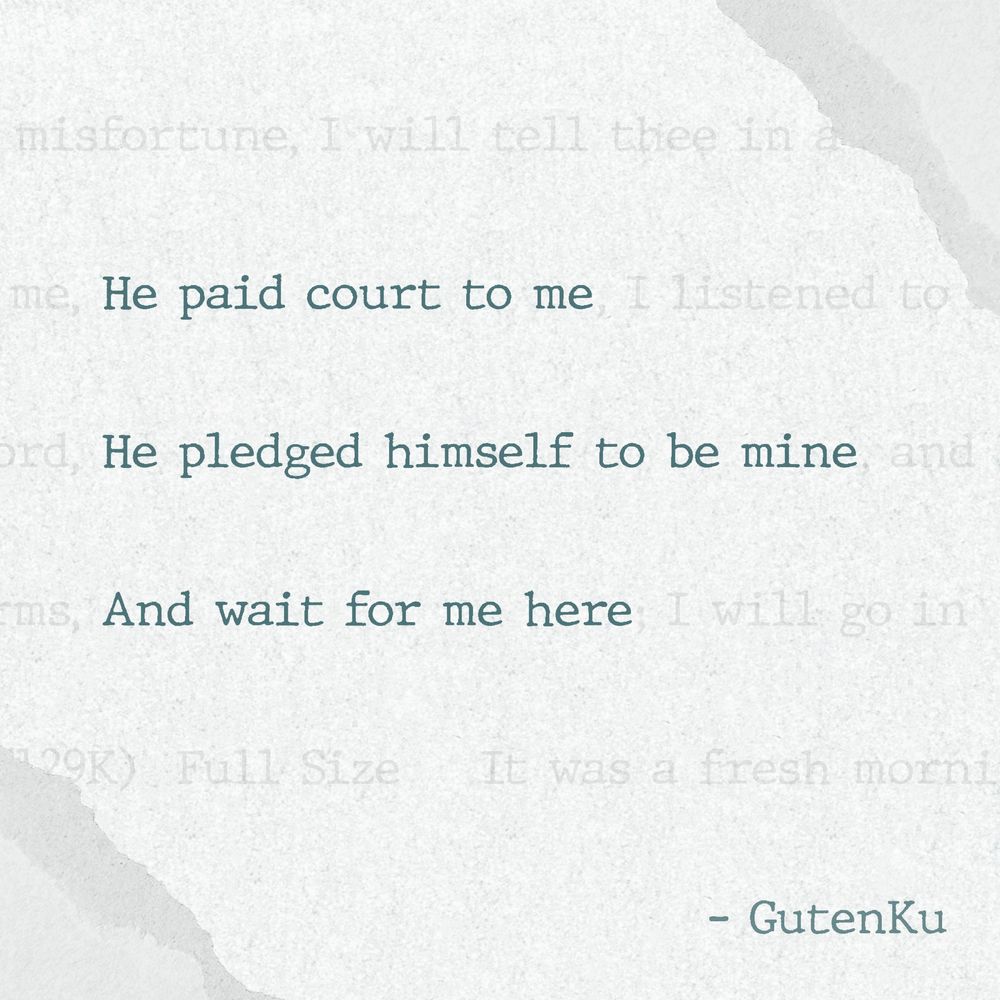 misfortune, I will tell thee in a
me, He paid court to me, I listened to
ord, He pledged himself to be mine, and
rms, And wait for me here; I will go in
129K) Full Size It was a fresh morni
- GutenKu